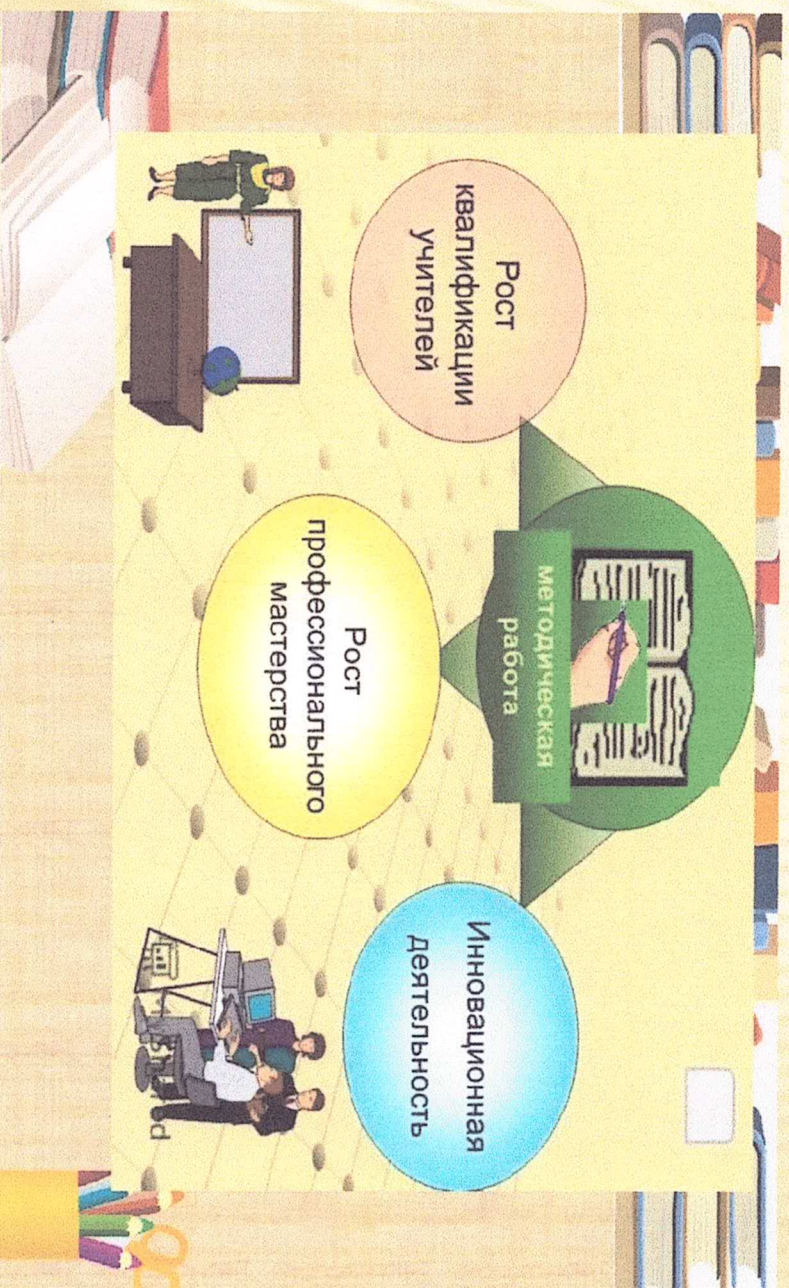 методическая
работа
Рост
квалификации
учителей
Рост
профессионального
мастерства
Инновационная
деятельность